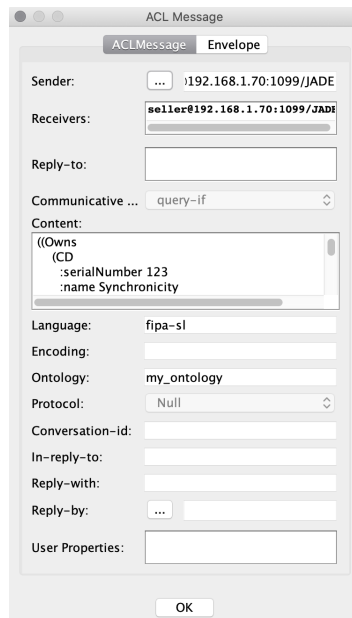 ACL Message
ACLMessage Envelope
Sender: ... )192.168.1.70:1099/JADE
Receivers: seller@192.168.1.70:1099/JADE
Reply-to:
Communicative ... query-if
Content:
((Owns
(CD
:serialNumber 123
:name Synchronicity
Language: fipa-sl
Encoding:
Ontology: my_ontology
Protocol: Null
Conversation-id:
In-reply-to:
Reply-with:
Reply-by: ...
User Properties:
OK